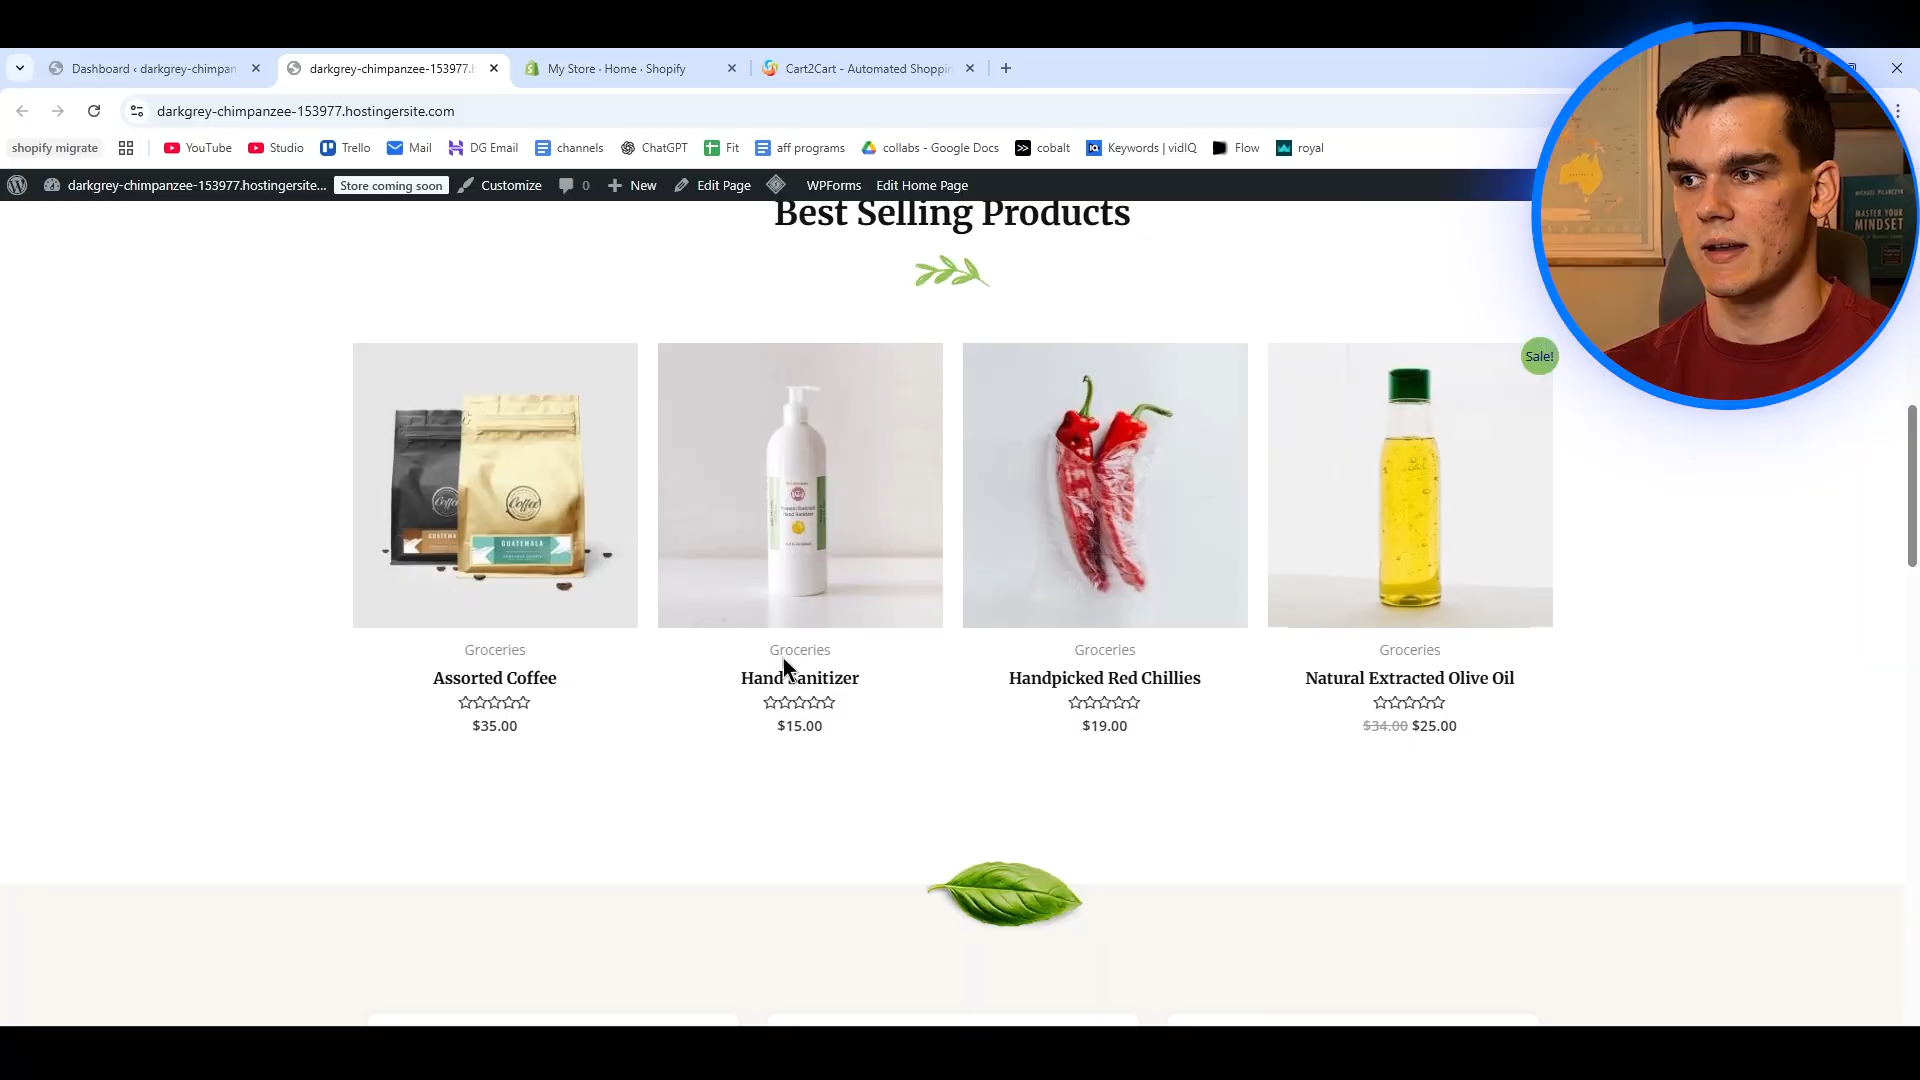 Dashboard ‹ darkgrey-chimpan
darkgrey-chimpanzee-153977.h
My Store · Home · Shopify
Cart2Cart - Automated Shoppin
darkgrey-chimpanzee-153977.hostingersite.com
shopify migrate
YouTube
Studio
Trello
Mail
DG Email
channels
ChatGPT
Fit
aff programs
collabs - Google Docs
cobalt
Keywords | vidIQ
Flow
royal
darkgrey-chimpanzee-153977.hostingersite...
Store coming soon
Customize
0
New
Edit Page
WPForms
Edit Home Page
MICHAEL PILARCZYK
MASTER YOUR
MINDSET
Best Selling Products
Sale!
Coffee
GUATEMALA
Groceries
Assorted Coffee
$35.00
Groceries
Hand Sanitizer
$15.00
Groceries
Handpicked Red Chillies
$19.00
Groceries
Natural Extracted Olive Oil
$34.00 $25.00